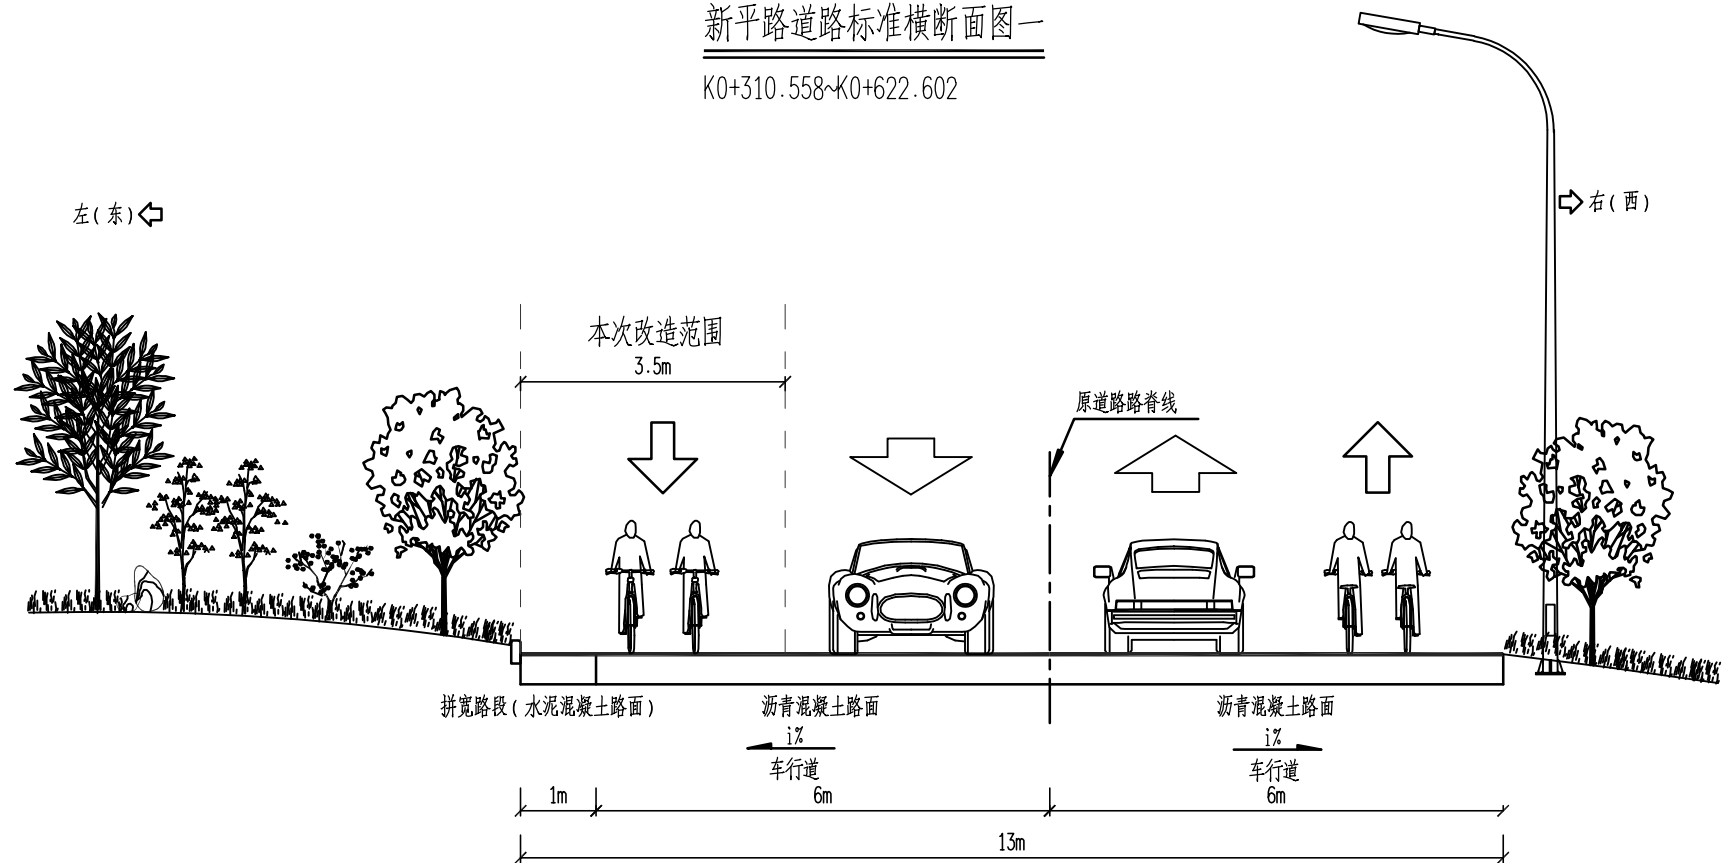 新平路道路标准横断面图一
K0+310.558~K0+622.602
左(东)
右(西)
本次改造范围
3.5m
原道路路脊线
拼宽路段(水泥混凝土路面)
沥青混凝土路面
沥青混凝土路面
i%
i%
车行道
车行道
1m
6m
6m
13m